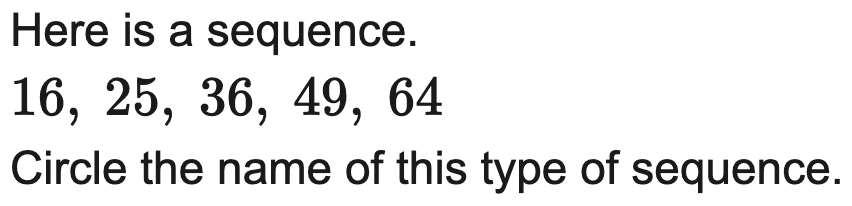 Here is a sequence.
16, 25, 36, 49, 64
Circle the name of this type of sequence.